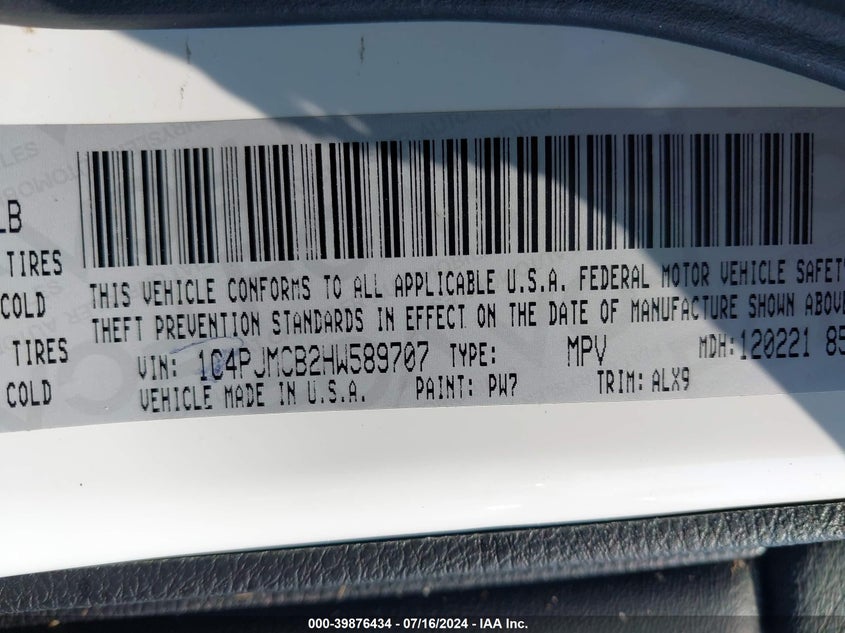 LB
TIRES
COLD
THIS VEHICLE CONFORMS TO ALL APPLICABLE U.S.A. FEDERAL MOTOR VEHICLE SAFETY
THEFT PREVENTION STANDARDS IN EFFECT ON THE DATE OF MANUFACTURE SHOWN ABOVE
TIRES
VIN: 1C4PJMCB2HW589707 TYPE: MPV MDH: 120221 85
COLD
VEHICLE MADE IN U.S.A. PAINT: PW7 TRIM: ALX9
000-39876434 - 07/16/2024 - IAA Inc.